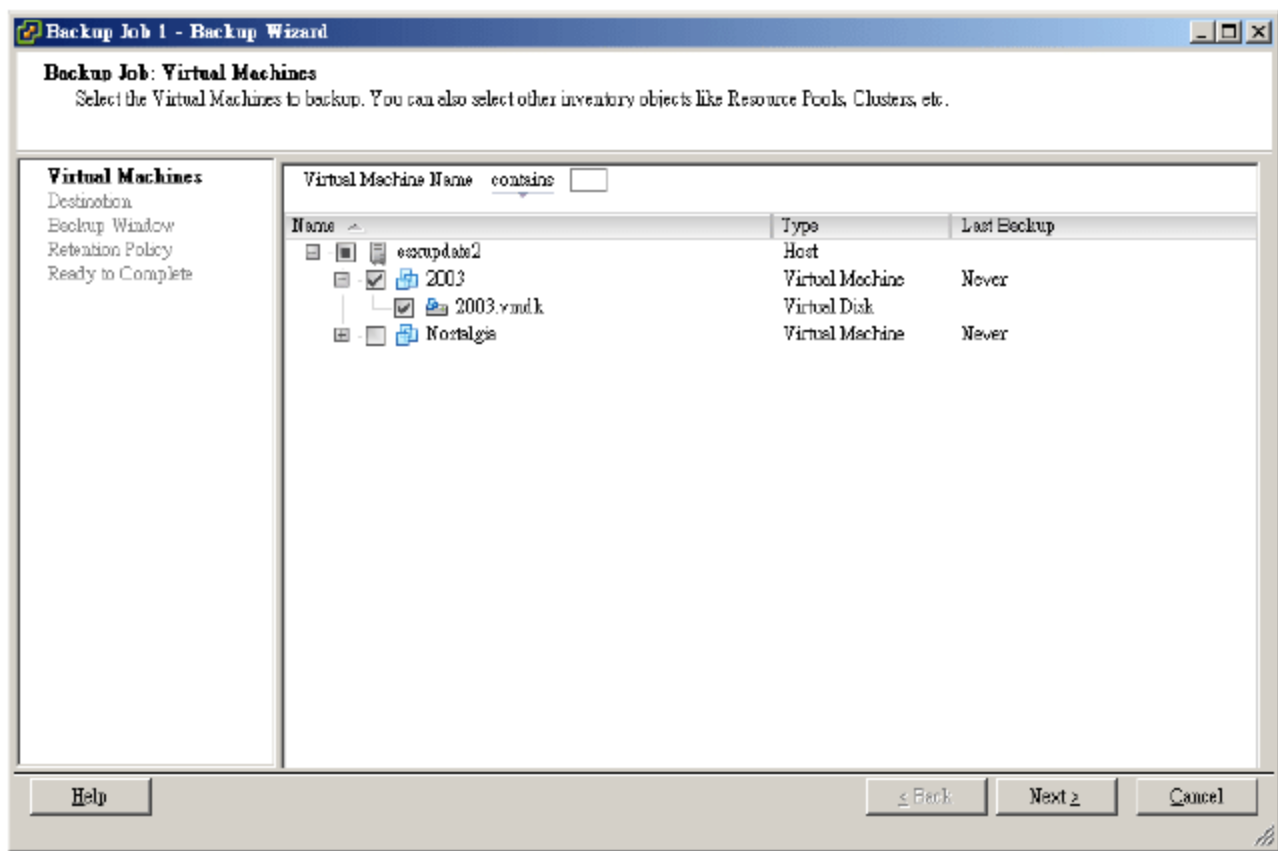 Backup Job 1 - Backup Wizard
Backup Job: Virtual Machines
Select the Virtual Machines to backup. You can also select other inventory objects like Resource Pools, Clusters, etc.
Virtual Machines
Destination
Backup Window
Retention Policy
Ready to Complete
Virtual Machine Name contains
Name Type Last Backup
esxupdate2 Host
2003 Virtual Machine Never
2003.vmdk Virtual Disk
Nostalgia Virtual Machine Never
Help < Back Next > Cancel